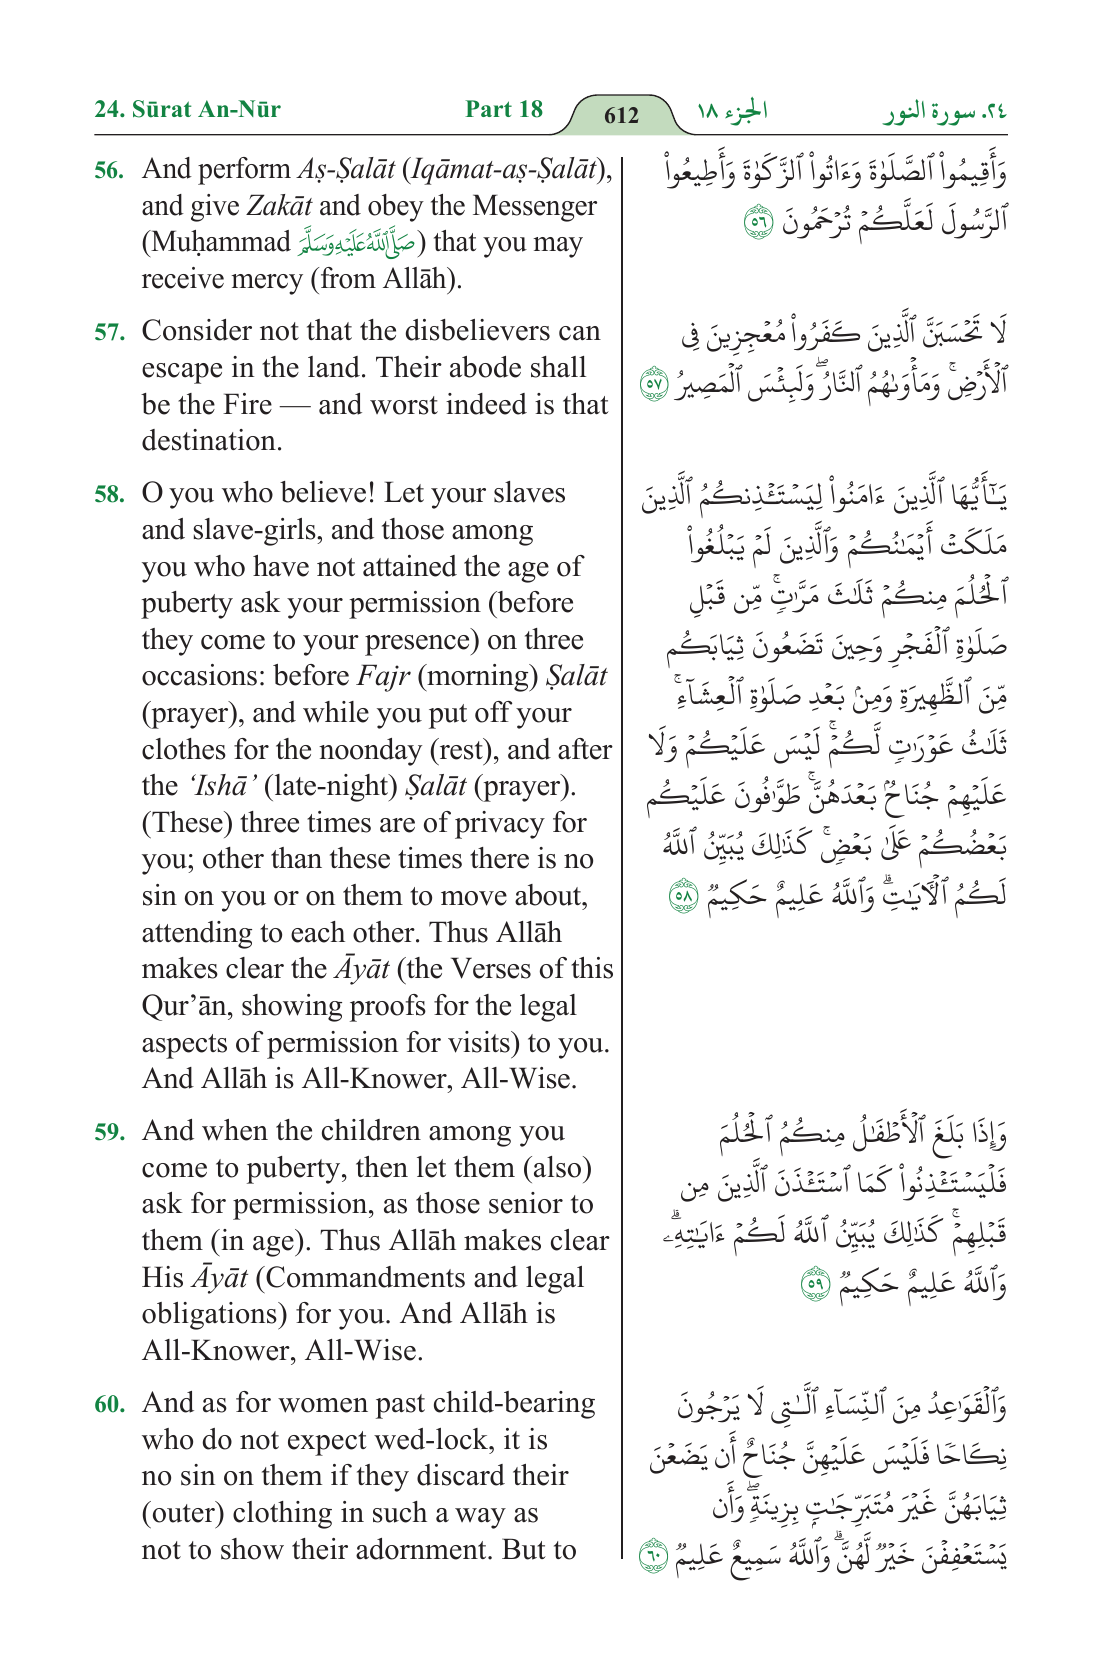 24. Sūrat An-Nūr
Part 18
612
الجزء ١٨
٢٤. سورة النور
56. And perform Aṣ-Ṣalāt (Iqāmat-aṣ-Ṣalāt),
and give Zakāt and obey the Messenger
(Muḥammad صَلَّى اللَّهُ عَلَيْهِ وَسَلَّمَ) that you may
receive mercy (from Allāh).
57. Consider not that the disbelievers can
escape in the land. Their abode shall
be the Fire — and worst indeed is that
destination.
58. O you who believe! Let your slaves
and slave-girls, and those among
you who have not attained the age of
puberty ask your permission (before
they come to your presence) on three
occasions: before Fajr (morning) Ṣalāt
(prayer), and while you put off your
clothes for the noonday (rest), and after
the ‘Ishā’ (late-night) Ṣalāt (prayer).
(These) three times are of privacy for
you; other than these times there is no
sin on you or on them to move about,
attending to each other. Thus Allāh
makes clear the Āyāt (the Verses of this
Qur’ān, showing proofs for the legal
aspects of permission for visits) to you.
And Allāh is All-Knower, All-Wise.
59. And when the children among you
come to puberty, then let them (also)
ask for permission, as those senior to
them (in age). Thus Allāh makes clear
His Āyāt (Commandments and legal
obligations) for you. And Allāh is
All-Knower, All-Wise.
60. And as for women past child-bearing
who do not expect wed-lock, it is
no sin on them if they discard their
(outer) clothing in such a way as
not to show their adornment. But to
وَأَقِيمُوا۟ ٱلصَّلَوٰةَ وَءَاتُوا۟ ٱلزَّكَوٰةَ وَأَطِيعُوا۟
ٱلرَّسُولَ لَعَلَّكُمْ تُرْحَمُونَ ٥٦
لَا تَحْسَبَنَّ ٱلَّذِينَ كَفَرُوا۟ مُعْجِزِينَ فِى
ٱلْأَرْضِ ۚ وَمَأْوَىٰهُمُ ٱلنَّارُ ۖ وَلَبِئْسَ ٱلْمَصِيرُ ٥٧
يَـٰٓأَيُّهَا ٱلَّذِينَ ءَامَنُوا۟ لِيَسْتَـْٔذِنكُمُ ٱلَّذِينَ
مَلَكَتْ أَيْمَـٰنُكُمْ وَٱلَّذِينَ لَمْ يَبْلُغُوا۟
ٱلْحُلُمَ مِنكُمْ ثَلَـٰثَ مَرَّٰتٍ ۚ مِّن قَبْلِ
صَلَوٰةِ ٱلْفَجْرِ وَحِينَ تَضَعُونَ ثِيَابَكُم
مِّنَ ٱلظَّهِيرَةِ وَمِنۢ بَعْدِ صَلَوٰةِ ٱلْعِشَآءِ ۚ
ثَلَـٰثُ عَوْرَٰتٍ لَّكُمْ ۚ لَيْسَ عَلَيْكُمْ وَلَا
عَلَيْهِمْ جُنَاحٌۢ بَعْدَهُنَّ ۚ طَوَّٰفُونَ عَلَيْكُم
بَعْضُكُمْ عَلَىٰ بَعْضٍ ۚ كَذَٰلِكَ يُبَيِّنُ ٱللَّهُ
لَكُمُ ٱلْـَٔايَـٰتِ ۗ وَٱللَّهُ عَلِيمٌ حَكِيمٌ ٥٨
وَإِذَا بَلَغَ ٱلْأَطْفَـٰلُ مِنكُمُ ٱلْحُلُمَ
فَلْيَسْتَـْٔذِنُوا۟ كَمَا ٱسْتَـْٔذَنَ ٱلَّذِينَ مِن
قَبْلِهِمْ ۚ كَذَٰلِكَ يُبَيِّنُ ٱللَّهُ لَكُمْ ءَايَـٰتِهِۦ ۗ
وَٱللَّهُ عَلِيمٌ حَكِيمٌ ٥٩
وَٱلْقَوَٰعِدُ مِنَ ٱلنِّسَآءِ ٱلَّـٰتِى لَا يَرْجُونَ
نِكَاحًا فَلَيْسَ عَلَيْهِنَّ جُنَاحٌ أَن يَضَعْنَ
ثِيَابَهُنَّ غَيْرَ مُتَبَرِّجَـٰتٍۭ بِزِينَةٍ ۖ وَأَن
يَسْتَعْفِفْنَ خَيْرٌ لَّهُنَّ ۗ وَٱللَّهُ سَمِيعٌ عَلِيمٌ ٦٠